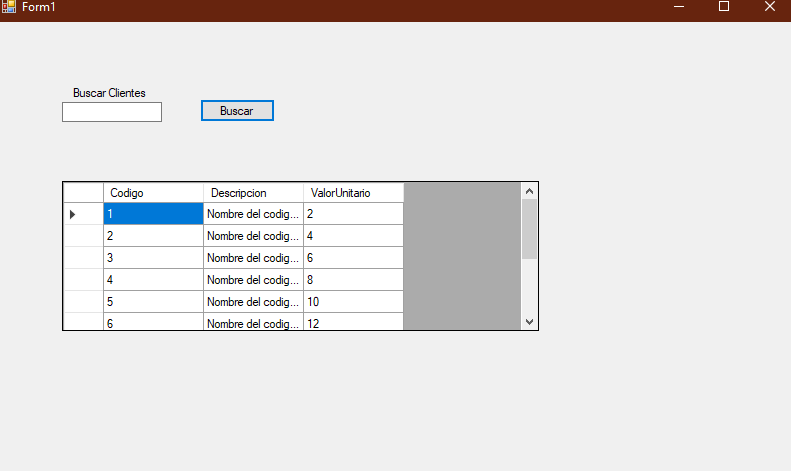 Form1
Buscar Clientes
Buscar
Codigo Descripcion ValorUnitario
1 Nombre del codig... 2
2 Nombre del codig... 4
3 Nombre del codig... 6
4 Nombre del codig... 8
5 Nombre del codig... 10
6 Nombre del codig... 12